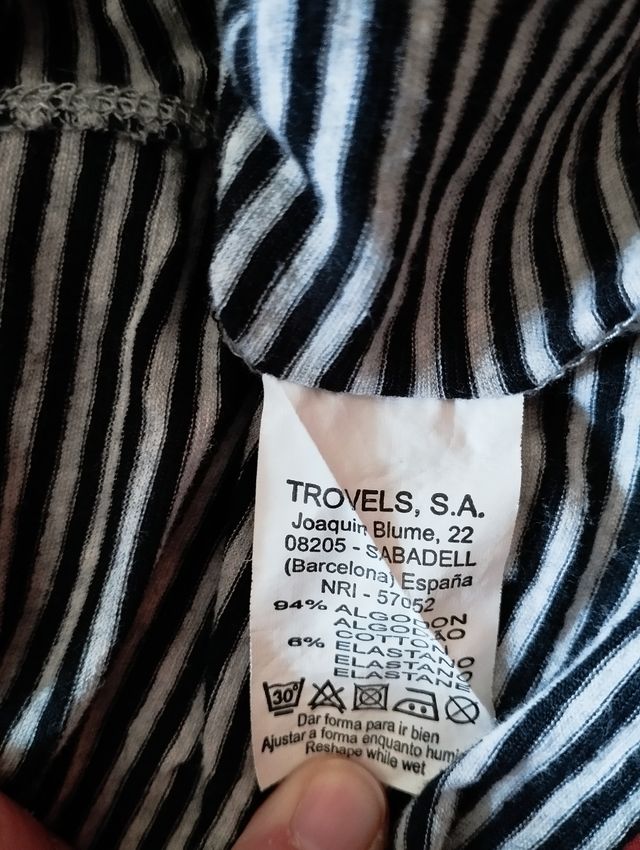 TROVELS, S.A.
Joaquin Blume, 22
08205 - SABADELL
(Barcelona) España
NRI - 57052
94% ALGODON
ALGODÃO
COTTON
6% ELASTANO
ELASTANO
ELASTANE
30°
Dar forma para ir bien
Ajustar a forma enquanto
Reshape while wet